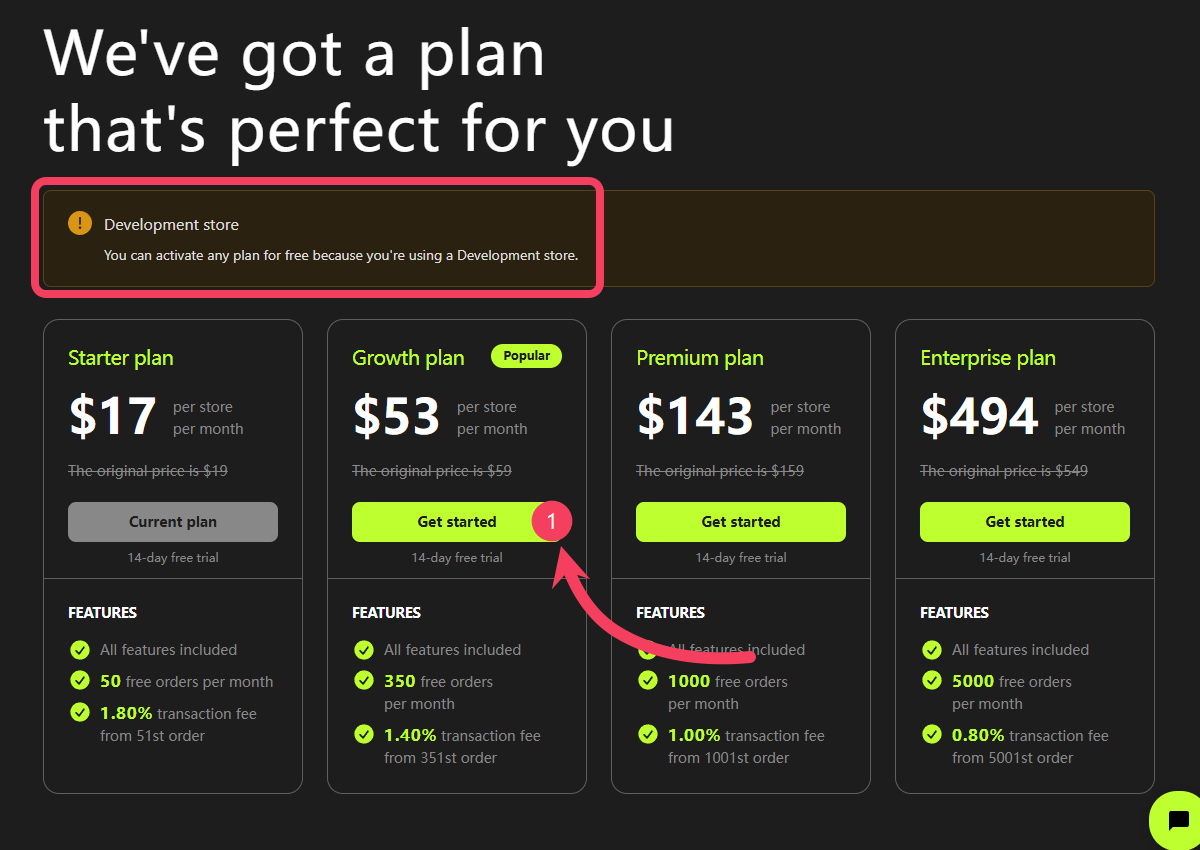 We've got a plan
that's perfect for you
!
Development store
You can activate any plan for free because you're using a Development store.
Starter plan
$17
per store
per month
The original price is $19
Current plan
14-day free trial
FEATURES
All features included
50 free orders per month
1.80% transaction fee
from 51st order
Growth plan
Popular
$53
per store
per month
The original price is $59
Get started
1
14-day free trial
FEATURES
All features included
350 free orders
per month
1.40% transaction fee
from 351st order
Premium plan
$143
per store
per month
The original price is $159
Get started
14-day free trial
FEATURES
All features included
1000 free orders
per month
1.00% transaction fee
from 1001st order
Enterprise plan
$494
per store
per month
The original price is $549
Get started
14-day free trial
FEATURES
All features included
5000 free orders
per month
0.80% transaction fee
from 5001st order